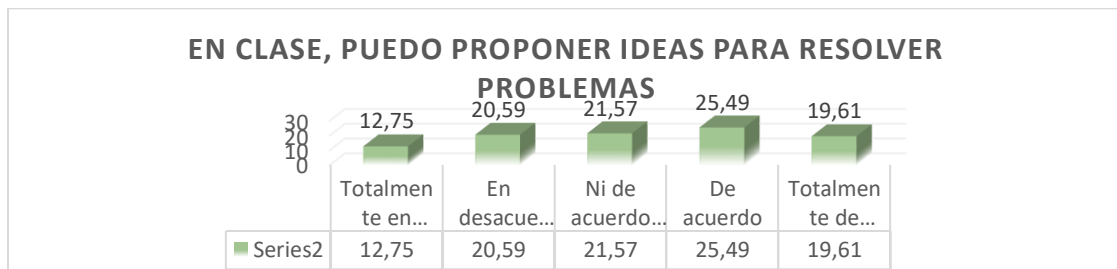 EN CLASE, PUEDO PROPONER IDEAS PARA RESOLVER
PROBLEMAS
12,75 20,59 21,57 25,49 19,61
30
20
10
0
Totalmen
te en...
En
desacue...
Ni de
acuerdo...
De
acuerdo
Totalmen
te de...
Series2 12,75 20,59 21,57 25,49 19,61